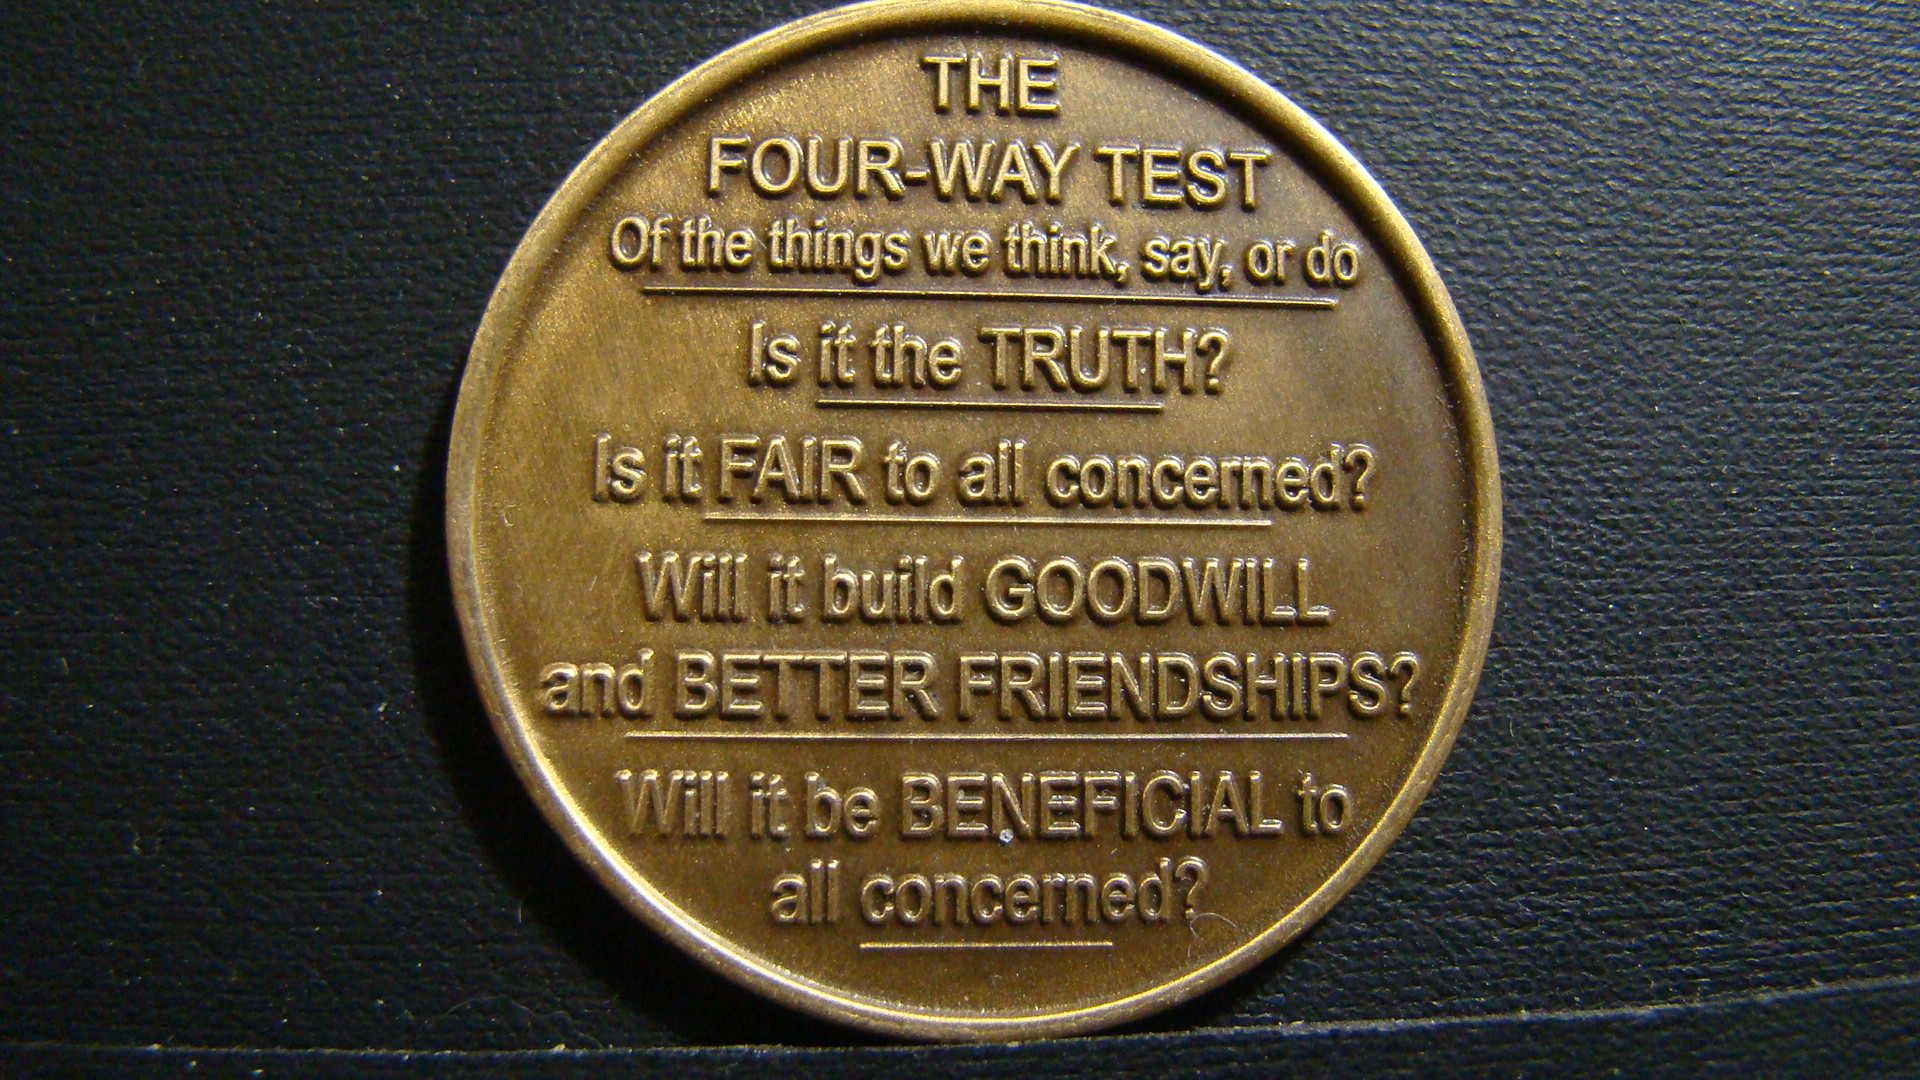 THE
FOUR-WAY TEST
Of the things we think, say, or do
Is it the TRUTH?
Is it FAIR to all concerned?
Will it build GOODWILL
and BETTER FRIENDSHIPS?
Will it be BENEFICIAL to
all concerned?